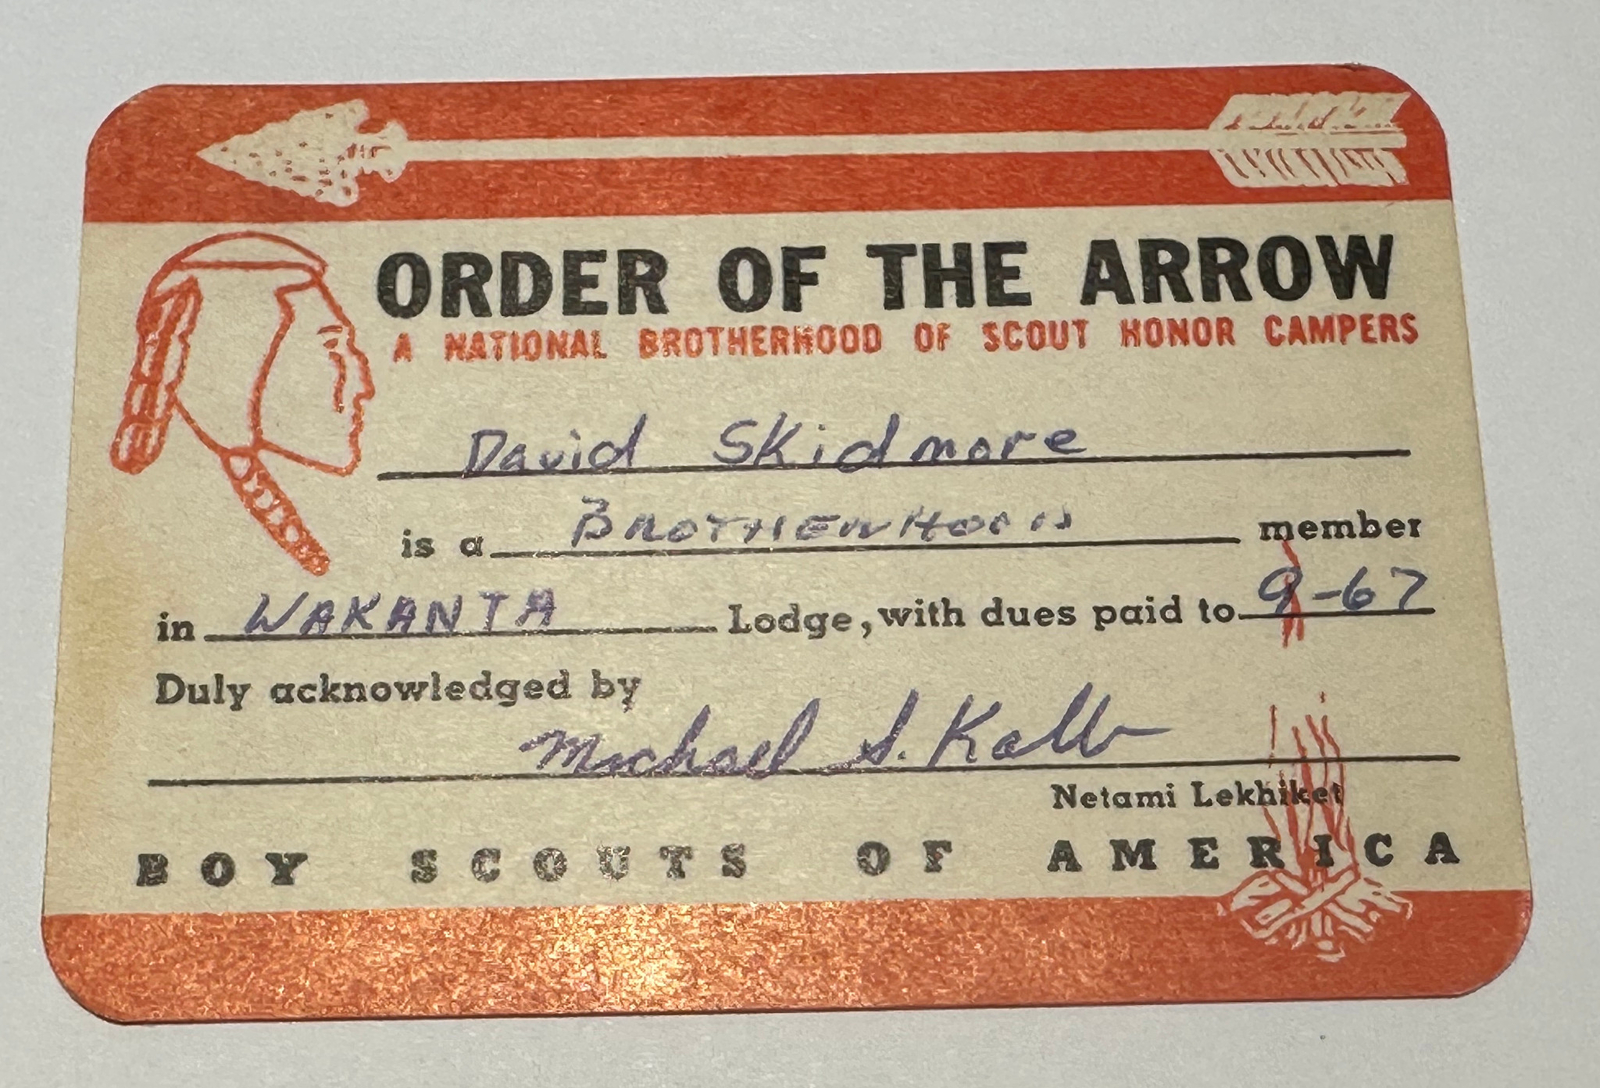 ORDER OF THE ARROW
A NATIONAL BROTHERHOOD OF SCOUT HONOR CAMPERS
David Skidmore
is a BROTHERHOOD member
in WAKANTA Lodge, with dues paid to 9-67
Duly acknowledged by
Michael S. Kalb
Netami Lekhiket
BOY SCOUTS OF AMERICA